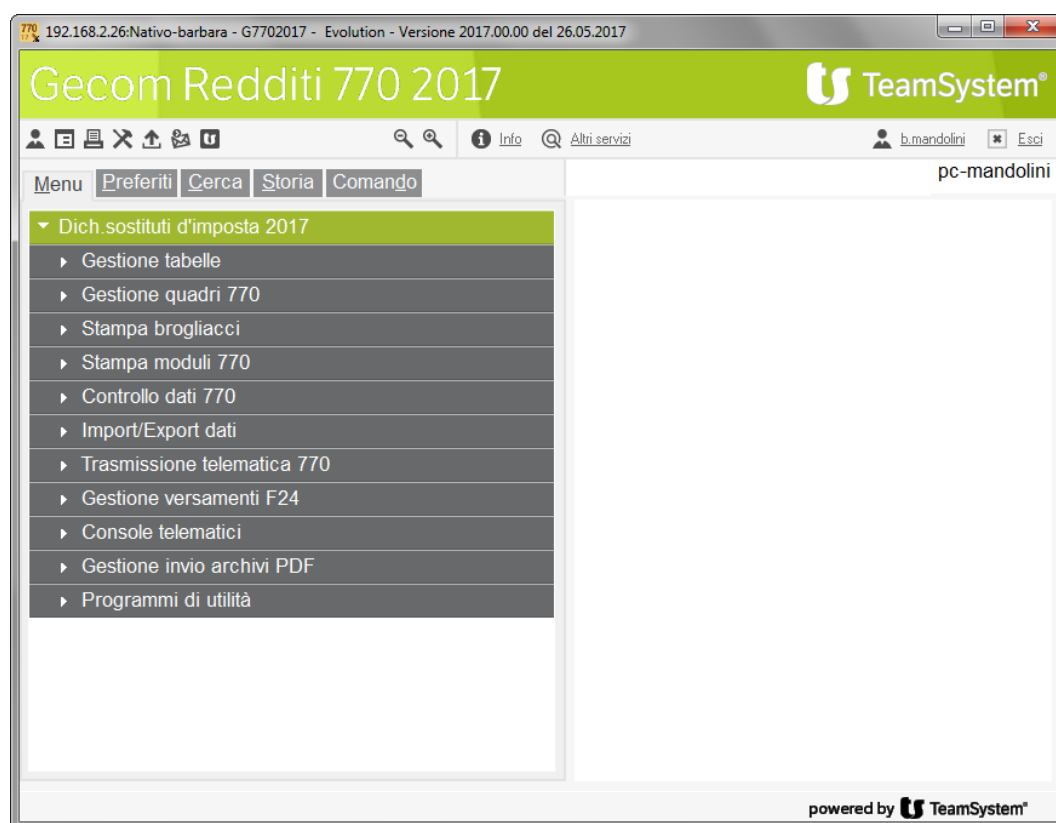 192.168.2.26:Nativo-barbara - G7702017 - Evolution - Versione 2017.00.00 del 26.05.2017
Gecom Redditi 770 2017
TeamSystem®
Info Altri servizi b.mandolini Esci
Menu Preferiti Cerca Storia Comando
pc-mandolini
Dich.sostituti d'imposta 2017
Gestione tabelle
Gestione quadri 770
Stampa brogliacci
Stampa moduli 770
Controllo dati 770
Import/Export dati
Trasmissione telematica 770
Gestione versamenti F24
Console telematici
Gestione invio archivi PDF
Programmi di utilità
powered by TeamSystem®